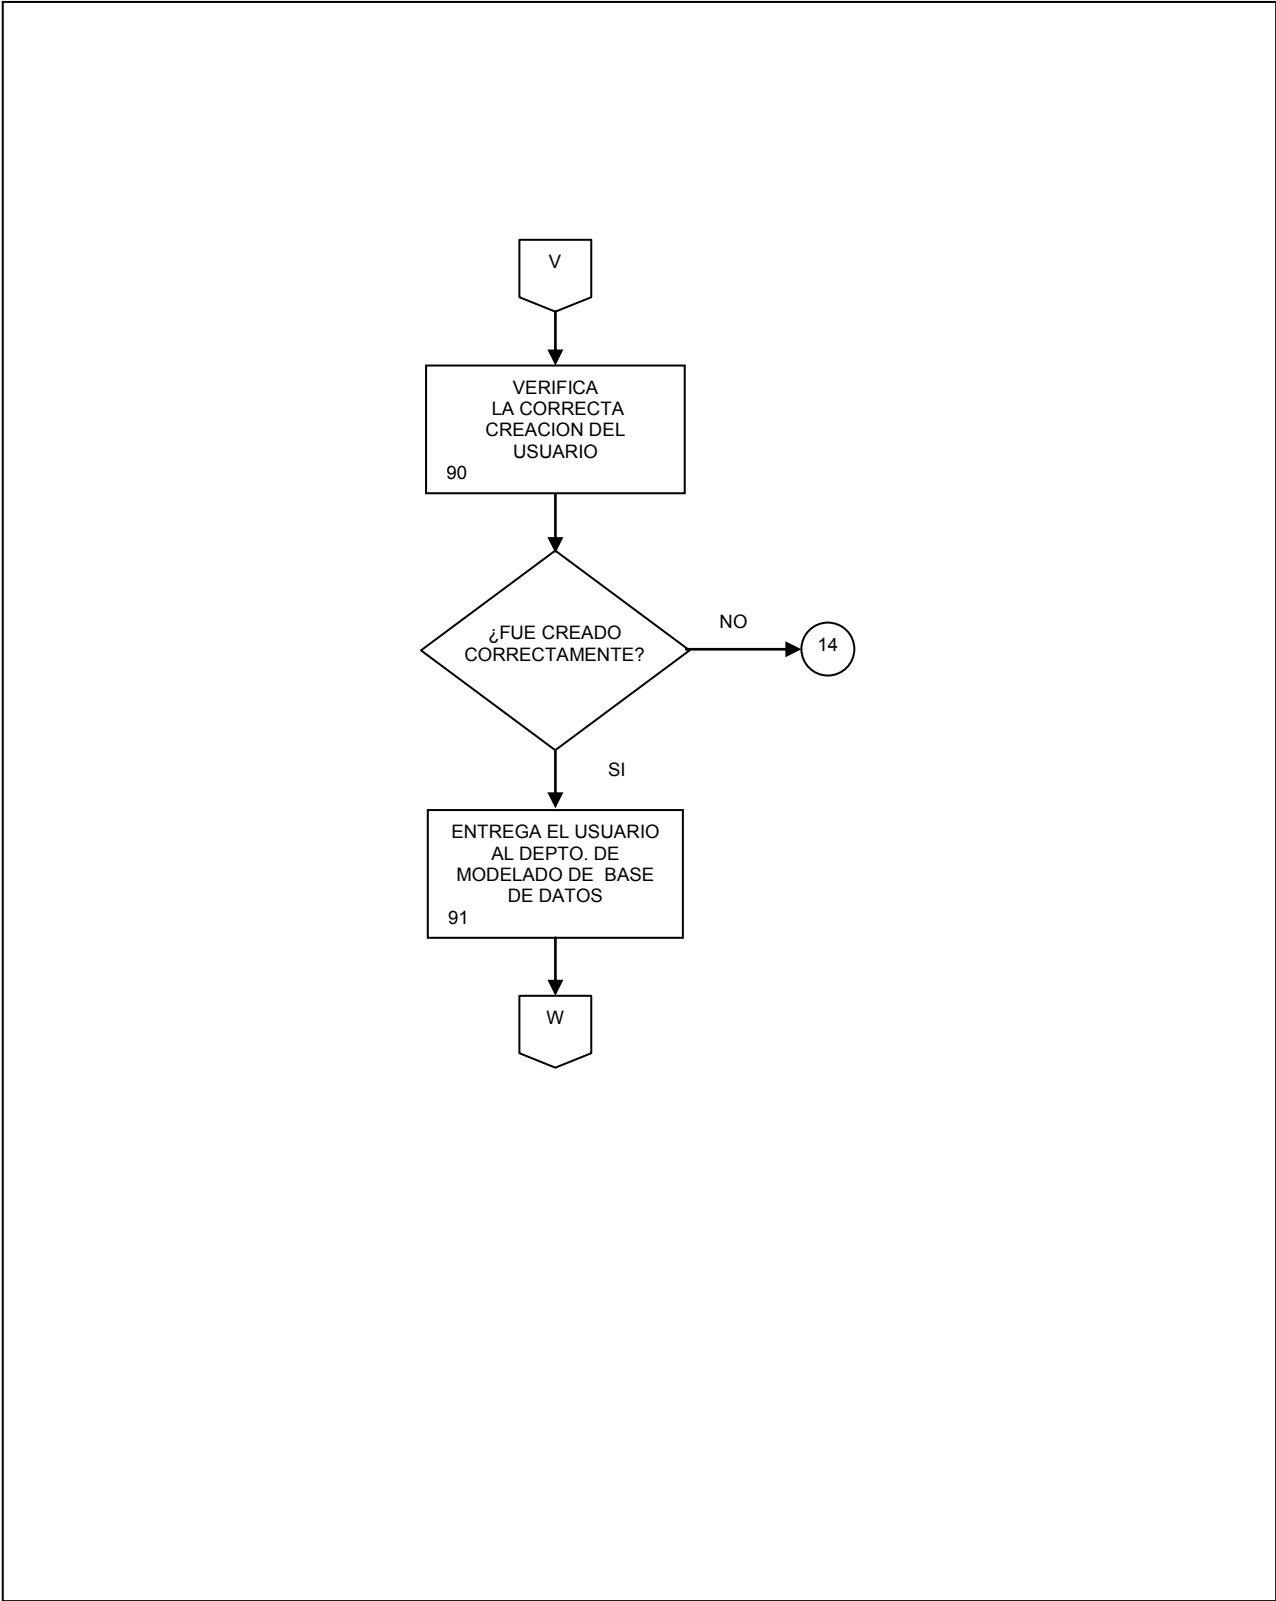 V
VERIFICA
LA CORRECTA
CREACION DEL
USUARIO
90
¿FUE CREADO
CORRECTAMENTE?
NO
14
SI
ENTREGA EL USUARIO
AL DEPTO. DE
MODELADO DE  BASE
DE DATOS
91
W